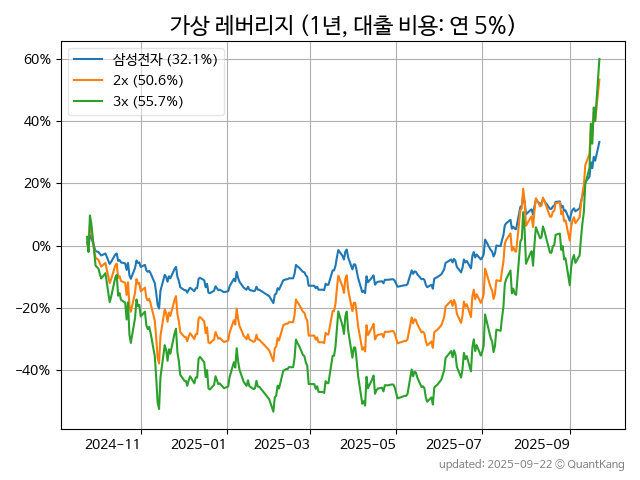 가상 레버리지 (1년, 대출 비용: 연 5%)
삼성전자 (32.1%)
2x (50.6%)
3x (55.7%)
60%
40%
20%
0%
−20%
−40%
2024-11
2025-01
2025-03
2025-05
2025-07
2025-09
updated: 2025-09-22 © QuantKang